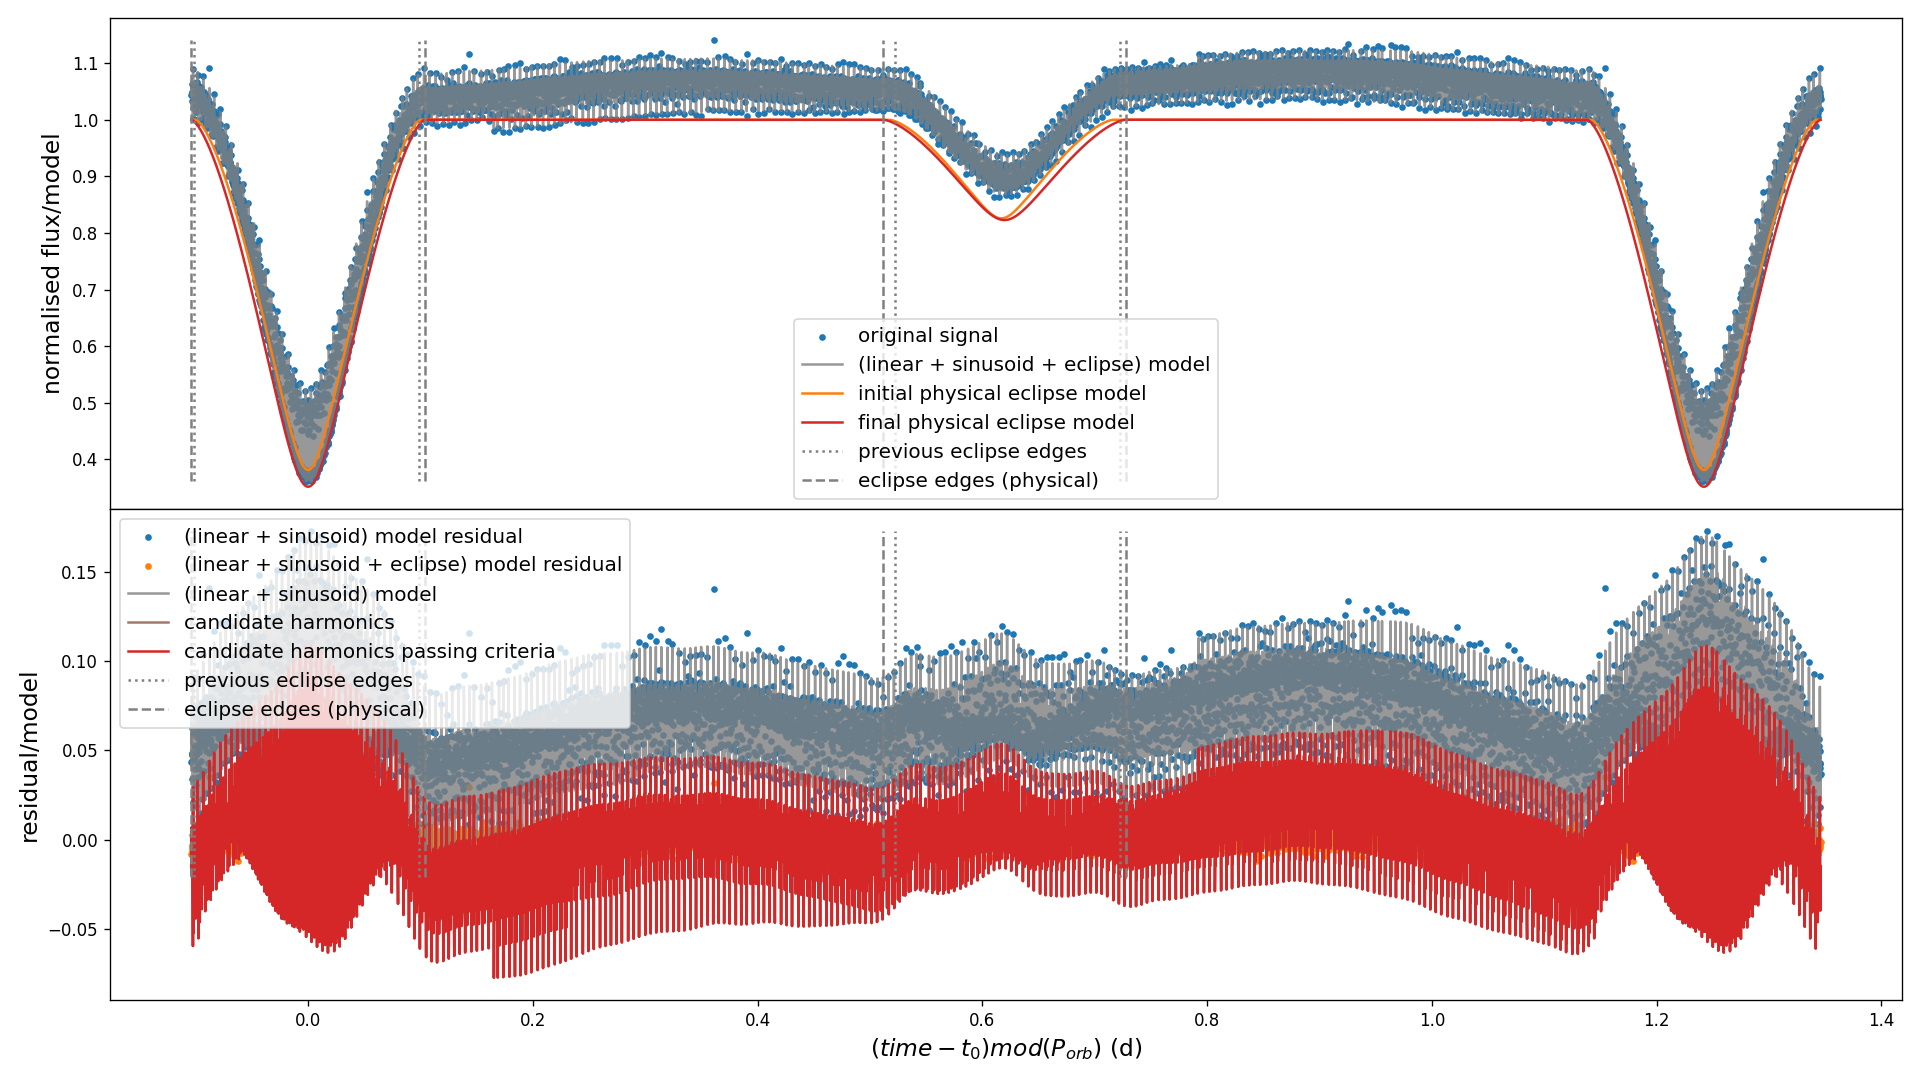 normalised flux/model
1.1
1.0
0.9
0.8
0.7
0.6
0.5
0.4
original signal
(linear + sinusoid + eclipse) model
initial physical eclipse model
final physical eclipse model
previous eclipse edges
eclipse edges (physical)
residual/model
0.15
0.10
0.05
0.00
−0.05
(linear + sinusoid) model residual
(linear + sinusoid + eclipse) model residual
(linear + sinusoid) model
candidate harmonics
candidate harmonics passing criteria
previous eclipse edges
eclipse edges (physical)
0.0 0.2 0.4 0.6 0.8 1.0 1.2 1.4
(time − t₀)mod(P_orb) (d)